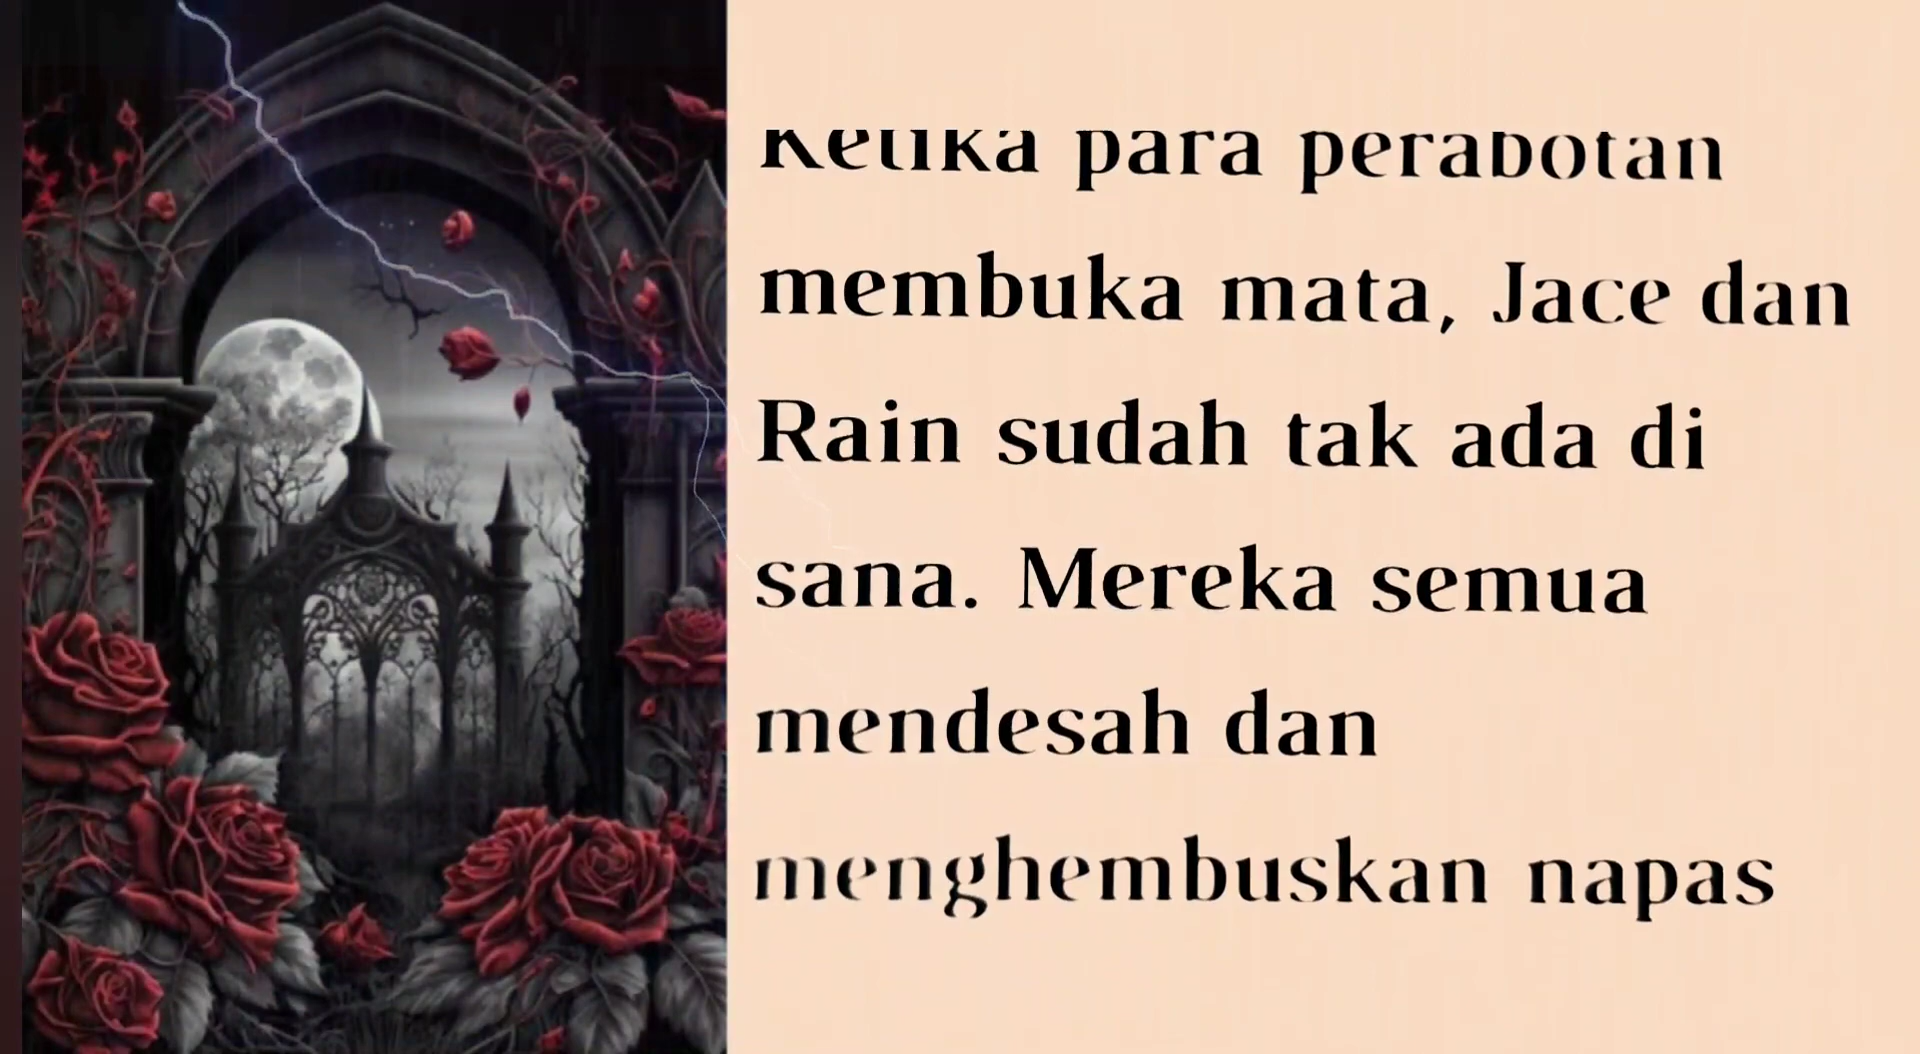 Ketika para perabotan
membuka mata, Jace dan
Rain sudah tak ada di
sana. Mereka semua
mendesah dan
menghembuskan napas